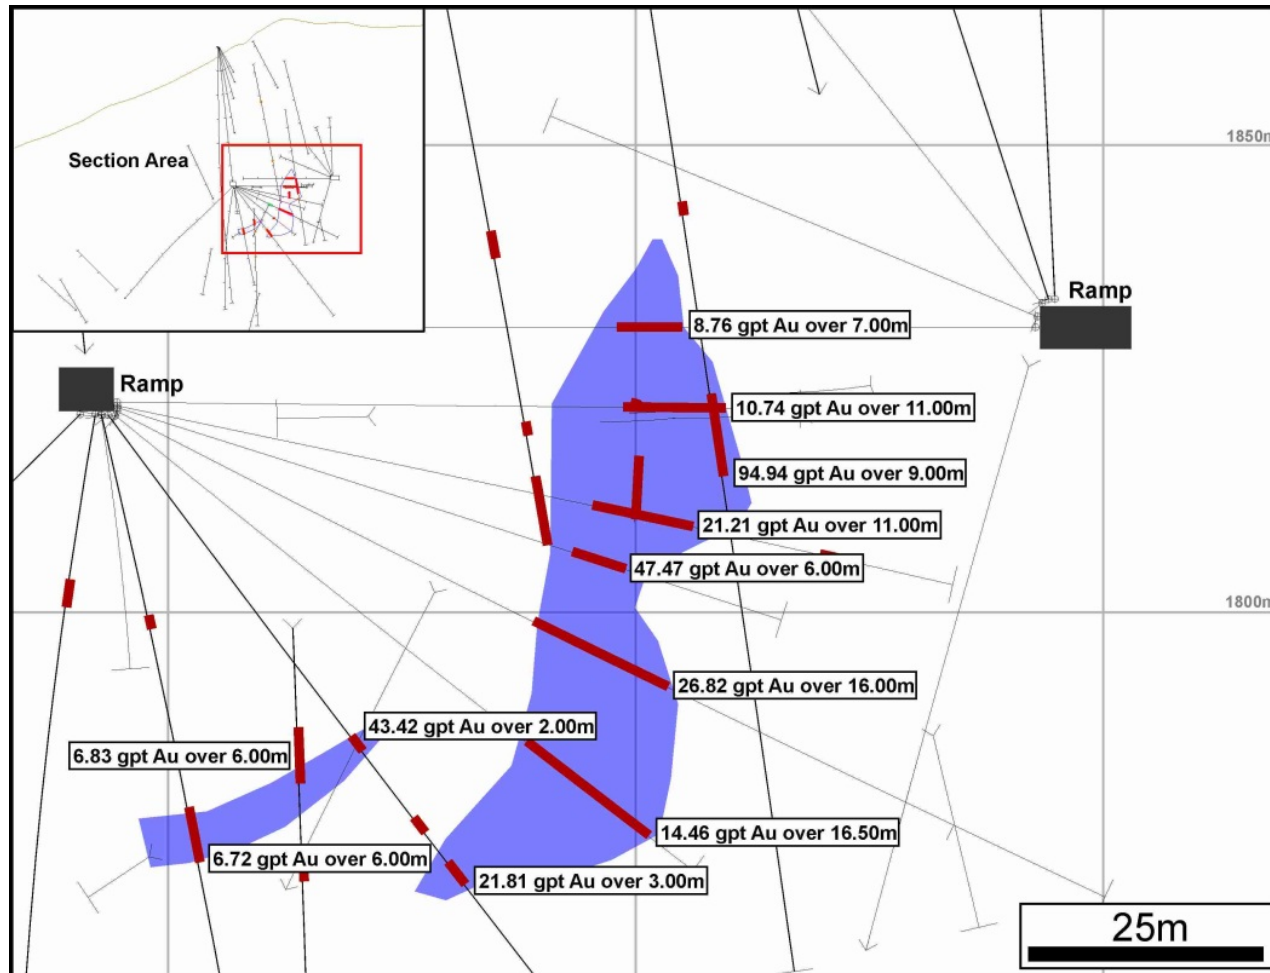 Section Area
1850m
Ramp
8.76 gpt Au over 7.00m
Ramp
10.74 gpt Au over 11.00m
94.94 gpt Au over 9.00m
21.21 gpt Au over 11.00m
47.47 gpt Au over 6.00m
1800m
26.82 gpt Au over 16.00m
43.42 gpt Au over 2.00m
6.83 gpt Au over 6.00m
14.46 gpt Au over 16.50m
6.72 gpt Au over 6.00m
21.81 gpt Au over 3.00m
25m